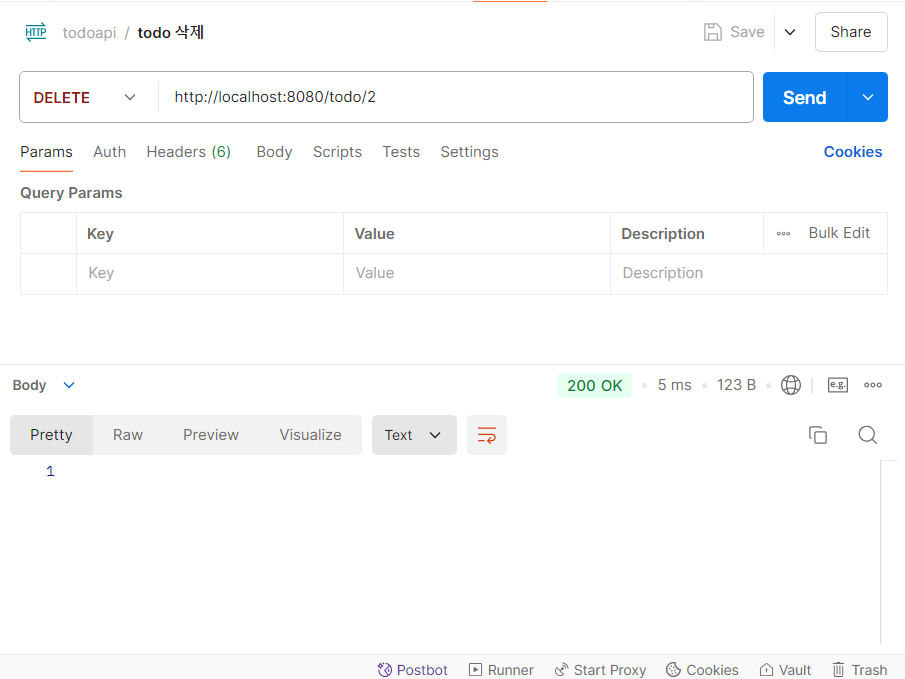 HTTP todoapi / todo 삭제 Save Share
DELETE http://localhost:8080/todo/2 Send
Params Auth Headers (6) Body Scripts Tests Settings Cookies
Query Params
Key Value Description Bulk Edit
Key Value Description
Body 200 OK 5 ms 123 B e.g.
Pretty Raw Preview Visualize Text
1
Postbot Runner Start Proxy Cookies Vault Trash